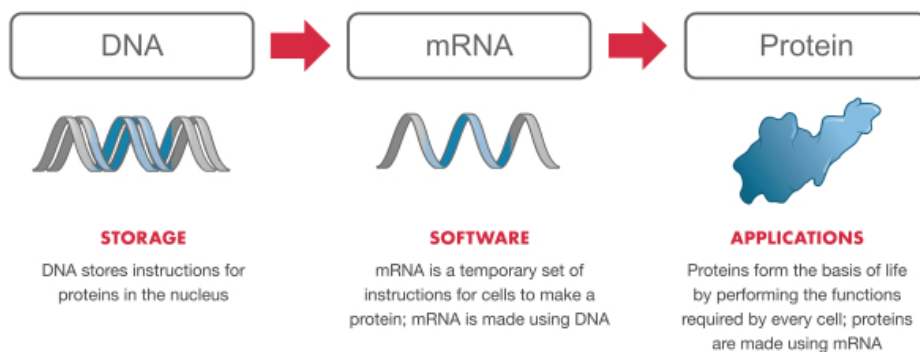 DNA
mRNA
Protein
STORAGE
DNA stores instructions for
proteins in the nucleus
SOFTWARE
mRNA is a temporary set of
instructions for cells to make a
protein; mRNA is made using DNA
APPLICATIONS
Proteins form the basis of life
by performing the functions
required by every cell; proteins
are made using mRNA